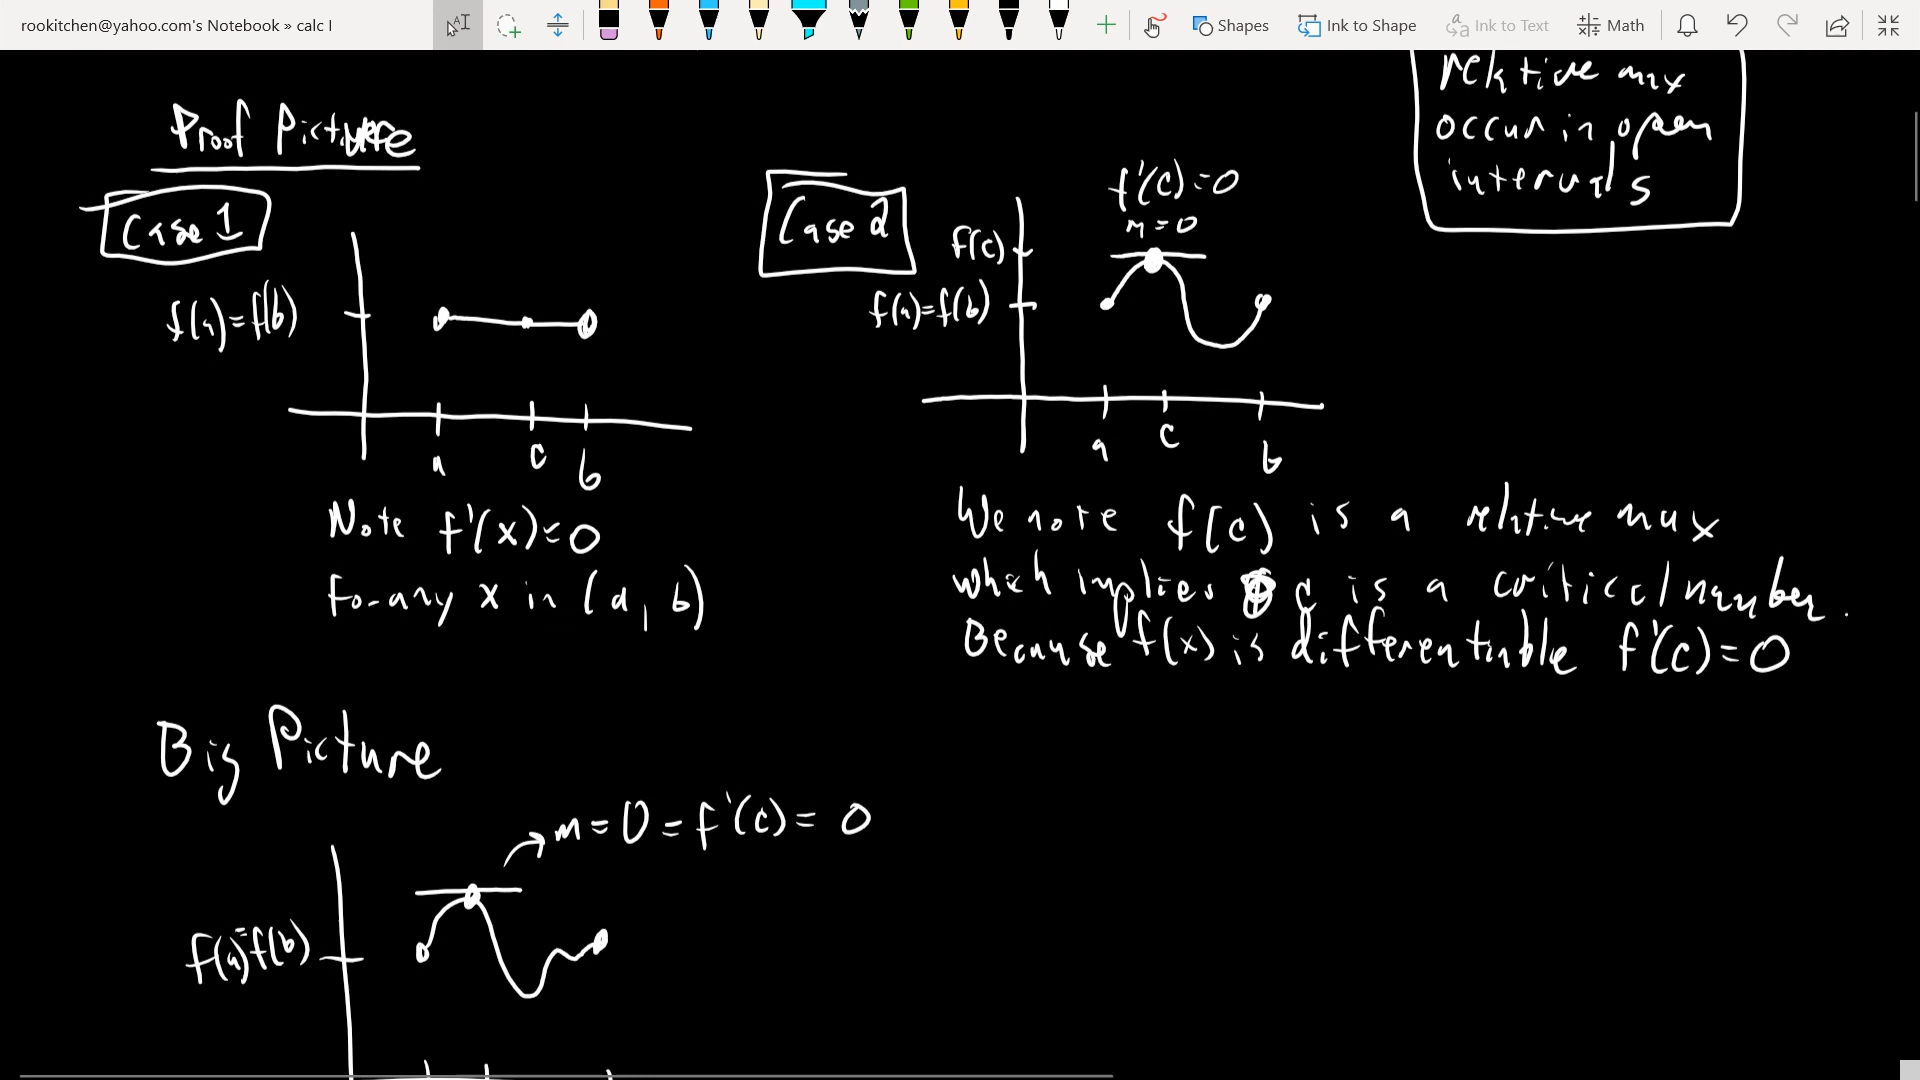 rookitchen@yahoo.com's Notebook » calc I
Shapes
Ink to Shape
Ink to Text
Math
relative max
occur in open
intervals
Proof Picture
Case 1
f(a)=f(b)
a c b
Note f'(x)=0
For any x in (a, b)
Case 2
f'(c)=0
m=0
f(c)
f(a)=f(b)
a c b
We note f(c) is a relative max
which implies c is a critical number.
Because f(x) is differentiable f'(c)=0
Big Picture
m=0=f'(c)=0
f(a)=f(b)